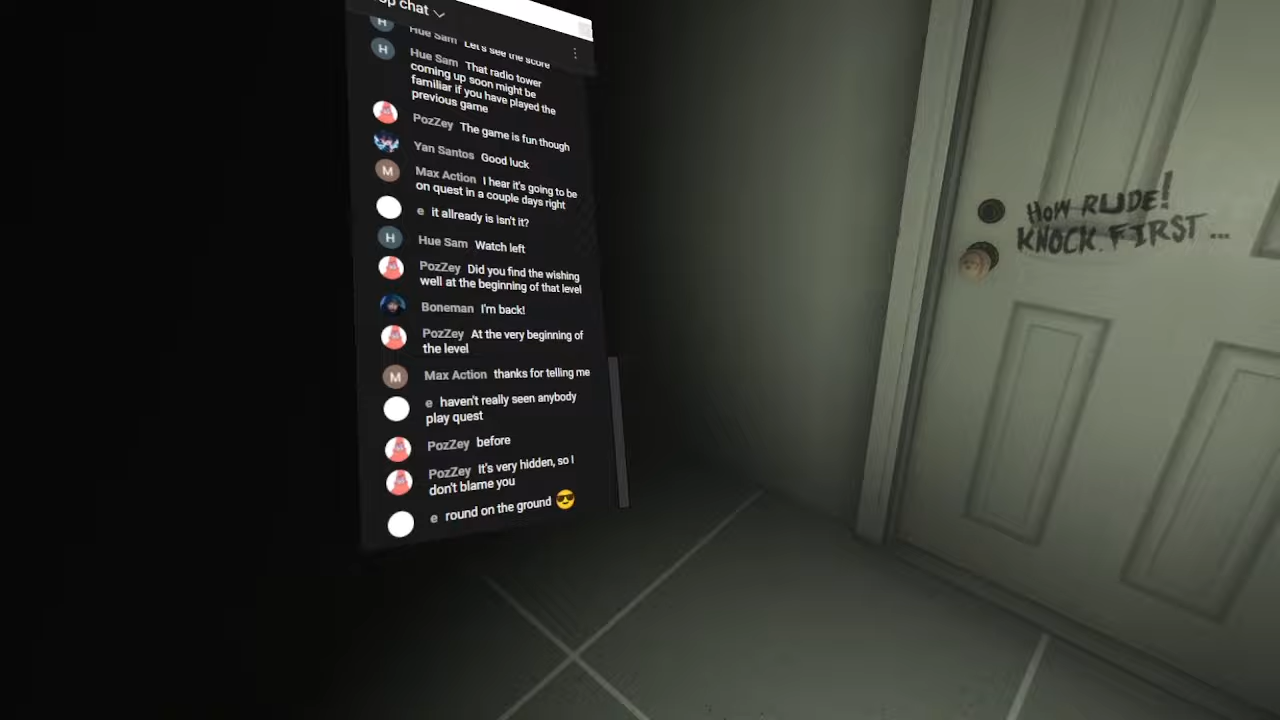 op chat
Hue Sam Let's see the score
Hue Sam That radio tower
coming up soon might be
familiar if you have played the
previous game
PozZey The game is fun though
Yan Santos Good luck
Max Action I hear it's going to be
on quest in a couple days right
e it allready is isn't it?
Hue Sam Watch left
PozZey Did you find the wishing
well at the beginning of that level
Boneman I'm back!
PozZey At the very beginning of
the level
Max Action thanks for telling me
e haven't really seen anybody
play quest
PozZey before
PozZey It's very hidden, so I
don't blame you
e round on the ground 😎
H
H
M
H
M
HOW RUDE!
KNOCK FIRST...